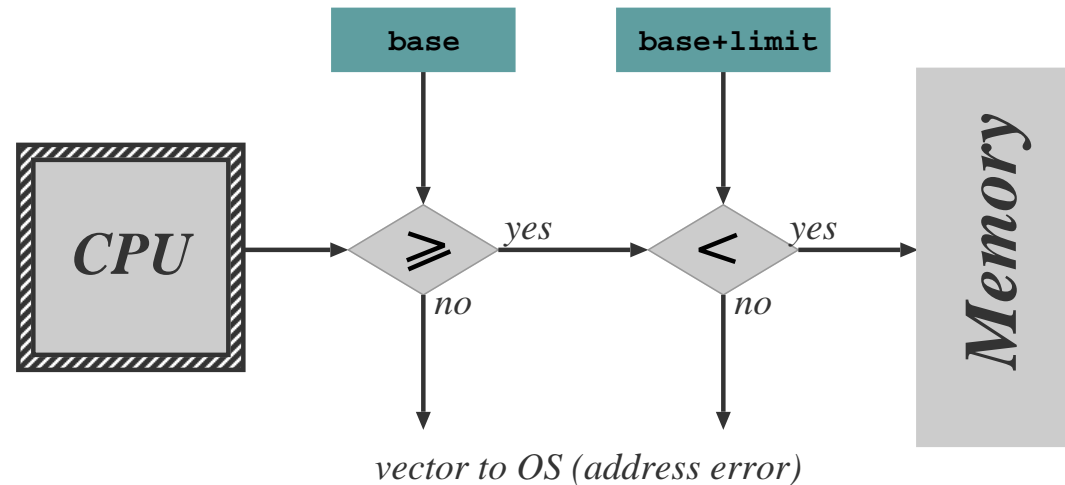 base
base+limit
CPU
⩾
yes
<
yes
Memory
no
no
vector to OS (address error)